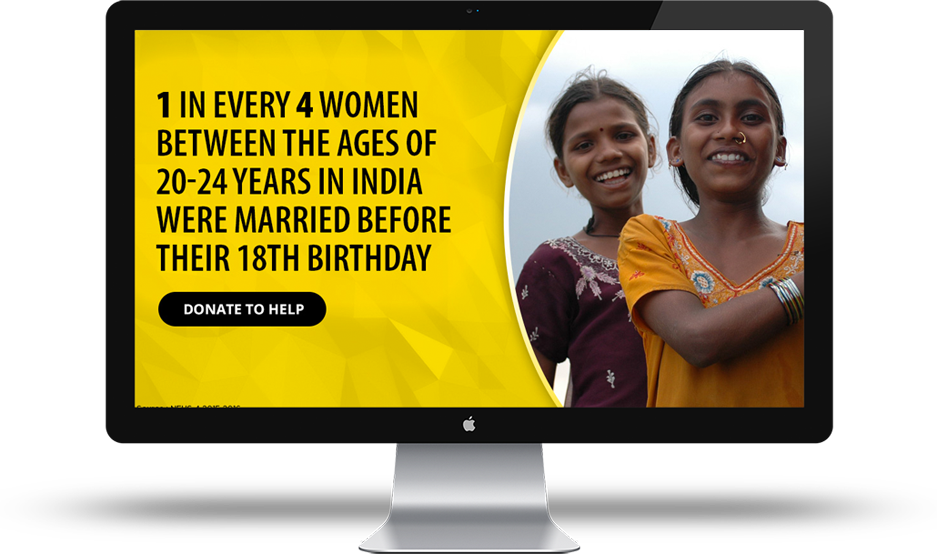 1 IN EVERY 4 WOMEN
BETWEEN THE AGES OF
20-24 YEARS IN INDIA
WERE MARRIED BEFORE
THEIR 18TH BIRTHDAY
DONATE TO HELP